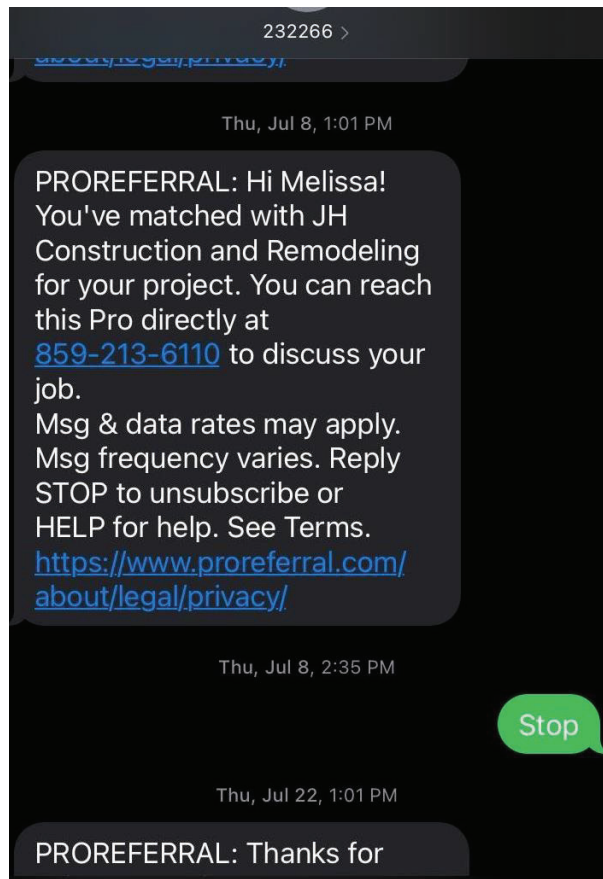 232266 >
about/legal/privacy/
Thu, Jul 8, 1:01 PM
PROREFERRAL: Hi Melissa!
You've matched with JH
Construction and Remodeling
for your project. You can reach
this Pro directly at
859-213-6110 to discuss your
job.
Msg & data rates may apply.
Msg frequency varies. Reply
STOP to unsubscribe or
HELP for help. See Terms.
https://www.proreferral.com/
about/legal/privacy/
Thu, Jul 8, 2:35 PM
Stop
Thu, Jul 22, 1:01 PM
PROREFERRAL: Thanks for